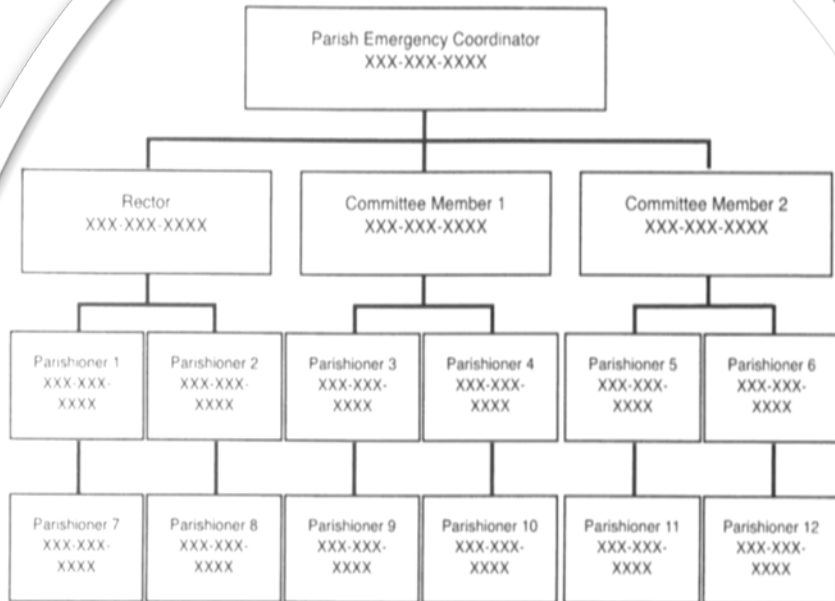 Parish Emergency Coordinator
XXX-XXX-XXXX
Rector
XXX-XXX-XXXX
Committee Member 1
XXX-XXX-XXXX
Committee Member 2
XXX-XXX-XXXX
Parishioner 1
XXX-XXX-
XXXX
Parishioner 2
XXX-XXX-
XXXX
Parishioner 3
XXX-XXX-
XXXX
Parishioner 4
XXX-XXX-
XXXX
Parishioner 5
XXX-XXX-
XXXX
Parishioner 6
XXX-XXX-
XXXX
Parishioner 7
XXX-XXX-
XXXX
Parishioner 8
XXX-XXX-
XXXX
Parishioner 9
XXX-XXX-
XXXX
Parishioner 10
XXX-XXX-
XXXX
Parishioner 11
XXX-XXX-
XXXX
Parishioner 12
XXX-XXX-
XXXX